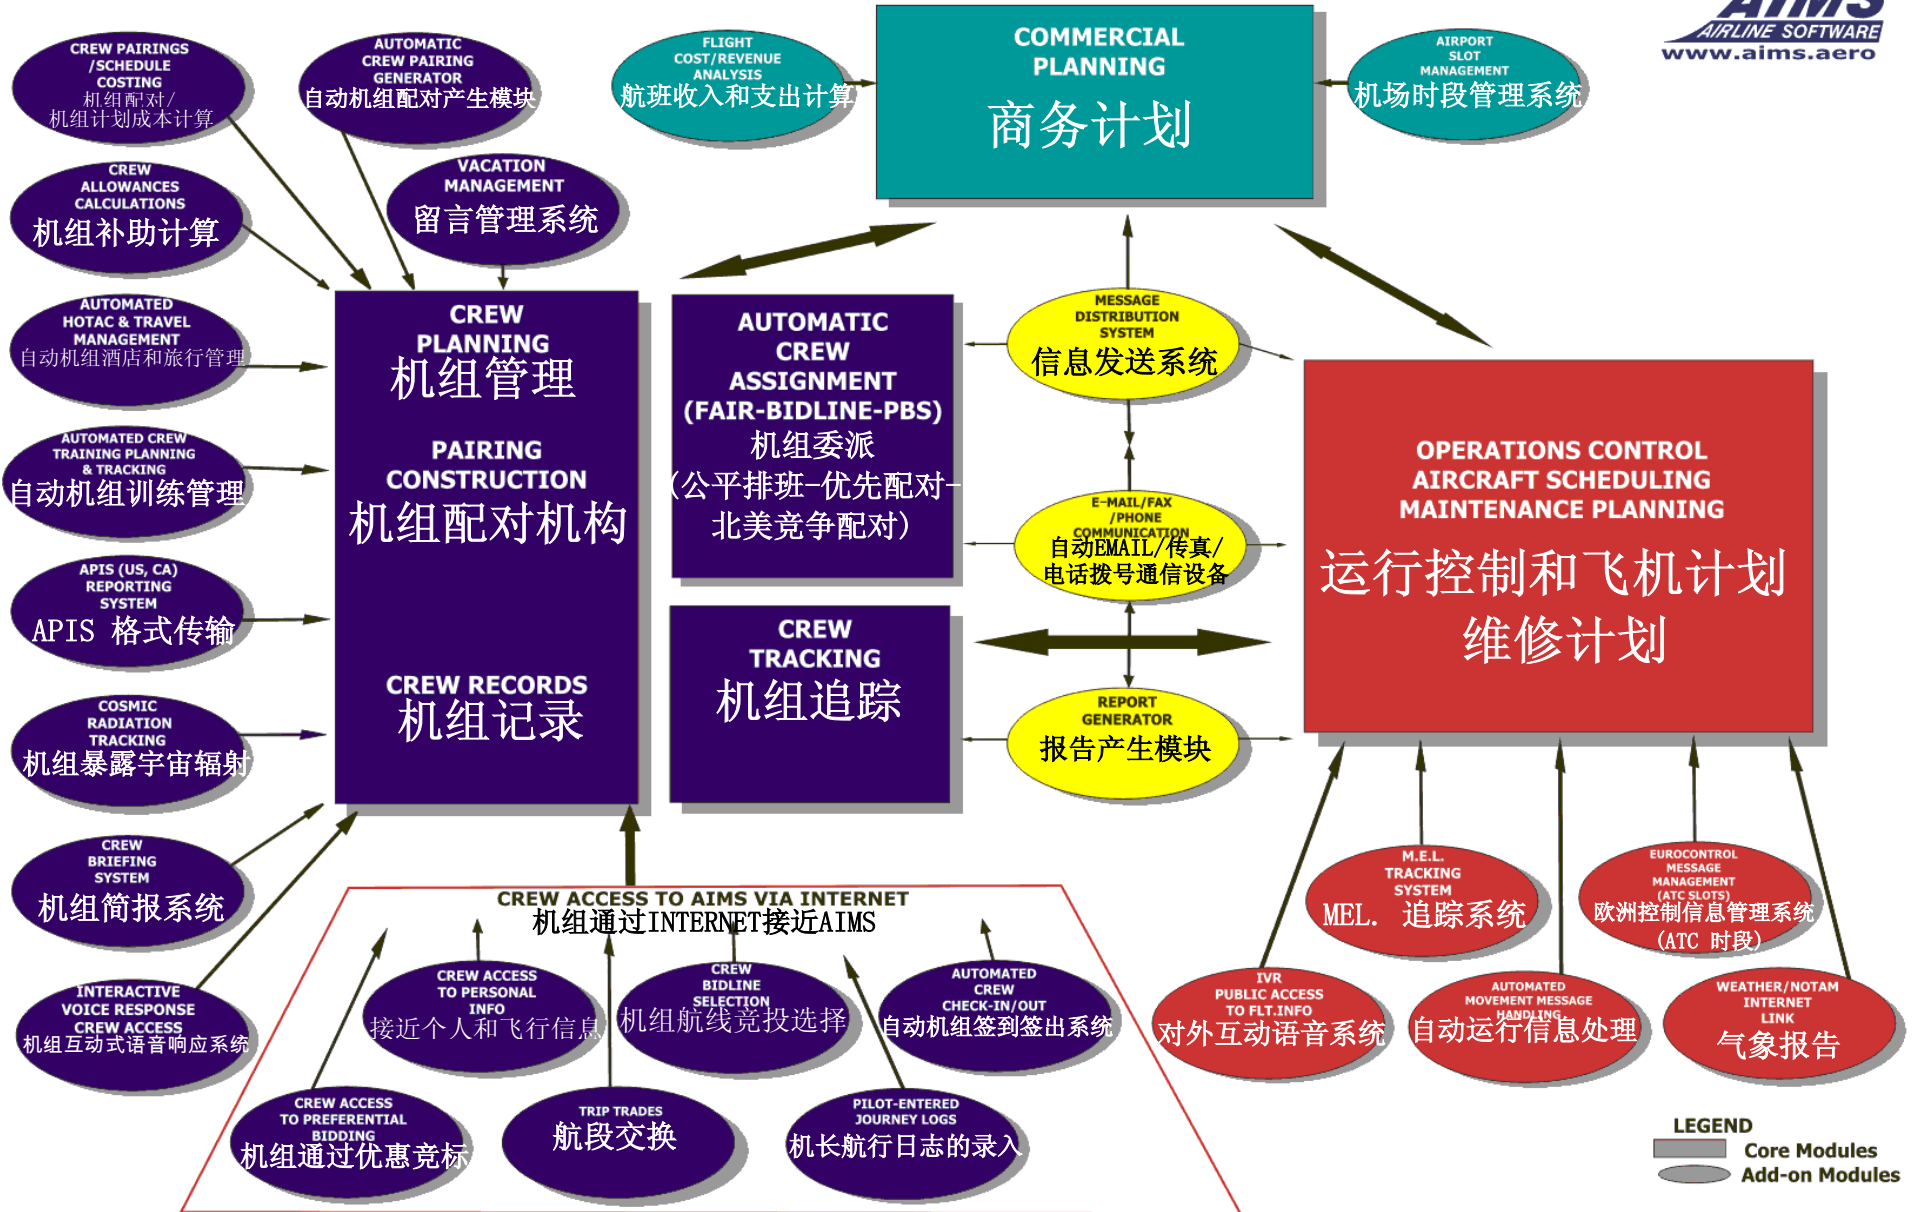 AIMS
AIRLINE SOFTWARE
www.aims.aero
CREW PAIRINGS
/SCHEDULE
COSTING
机组配对/
机组计划成本计算
AUTOMATIC
CREW PAIRING
GENERATOR
自动机组配对产生模块
FLIGHT
COST/REVENUE
ANALYSIS
航班收入和支出计算
COMMERCIAL
PLANNING
商务计划
AIRPORT
SLOT
MANAGEMENT
机场时段管理系统
CREW
ALLOWANCES
CALCULATIONS
机组补助计算
VACATION
MANAGEMENT
留言管理系统
AUTOMATED
HOTAC & TRAVEL
MANAGEMENT
自动机组酒店和旅行管理
AUTOMATED CREW
TRAINING PLANNING
& TRACKING
自动机组训练管理
APIS (US, CA)
REPORTING
SYSTEM
APIS 格式传输
COSMIC
RADIATION
TRACKING
机组暴露宇宙辐射
CREW
BRIEFING
SYSTEM
机组简报系统
INTERACTIVE
VOICE RESPONSE
CREW ACCESS
机组互动式语音响应系统
CREW
PLANNING
机组管理
PAIRING
CONSTRUCTION
机组配对机构
CREW RECORDS
机组记录
AUTOMATIC
CREW
ASSIGNMENT
(FAIR-BIDLINE-PBS)
机组委派
(公平排班-优先配对-
北美竞争配对)
CREW
TRACKING
机组追踪
MESSAGE
DISTRIBUTION
SYSTEM
信息发送系统
E-MAIL/FAX
/PHONE
COMMUNICATION
自动EMAIL/传真/
电话拨号通信设备
REPORT
GENERATOR
报告产生模块
OPERATIONS CONTROL
AIRCRAFT SCHEDULING
MAINTENANCE PLANNING
运行控制和飞机计划
维修计划
CREW ACCESS TO AIMS VIA INTERNET
机组通过INTERNET接近AIMS
CREW ACCESS
TO PERSONAL
INFO
接近个人和飞行信息
CREW
BIDLINE
SELECTION
机组航线竞投选择
AUTOMATED
CREW
CHECK-IN/OUT
自动机组签到签出系统
CREW ACCESS
TO PREFERENTIAL
BIDDING
机组通过优惠竞标
TRIP TRADES
航段交换
PILOT-ENTERED
JOURNEY LOGS
机长航行日志的录入
M.E.L.
TRACKING
SYSTEM
MEL. 追踪系统
EUROCONTROL
MESSAGE
MANAGEMENT
(ATC SLOTS)
欧洲控制信息管理系统
(ATC 时段)
IVR
PUBLIC ACCESS
TO FLT.INFO
对外互动语音系统
AUTOMATED
MOVEMENT MESSAGE
HANDLING
自动运行信息处理
WEATHER/NOTAM
INTERNET
LINK
气象报告
LEGEND
Core Modules
Add-on Modules